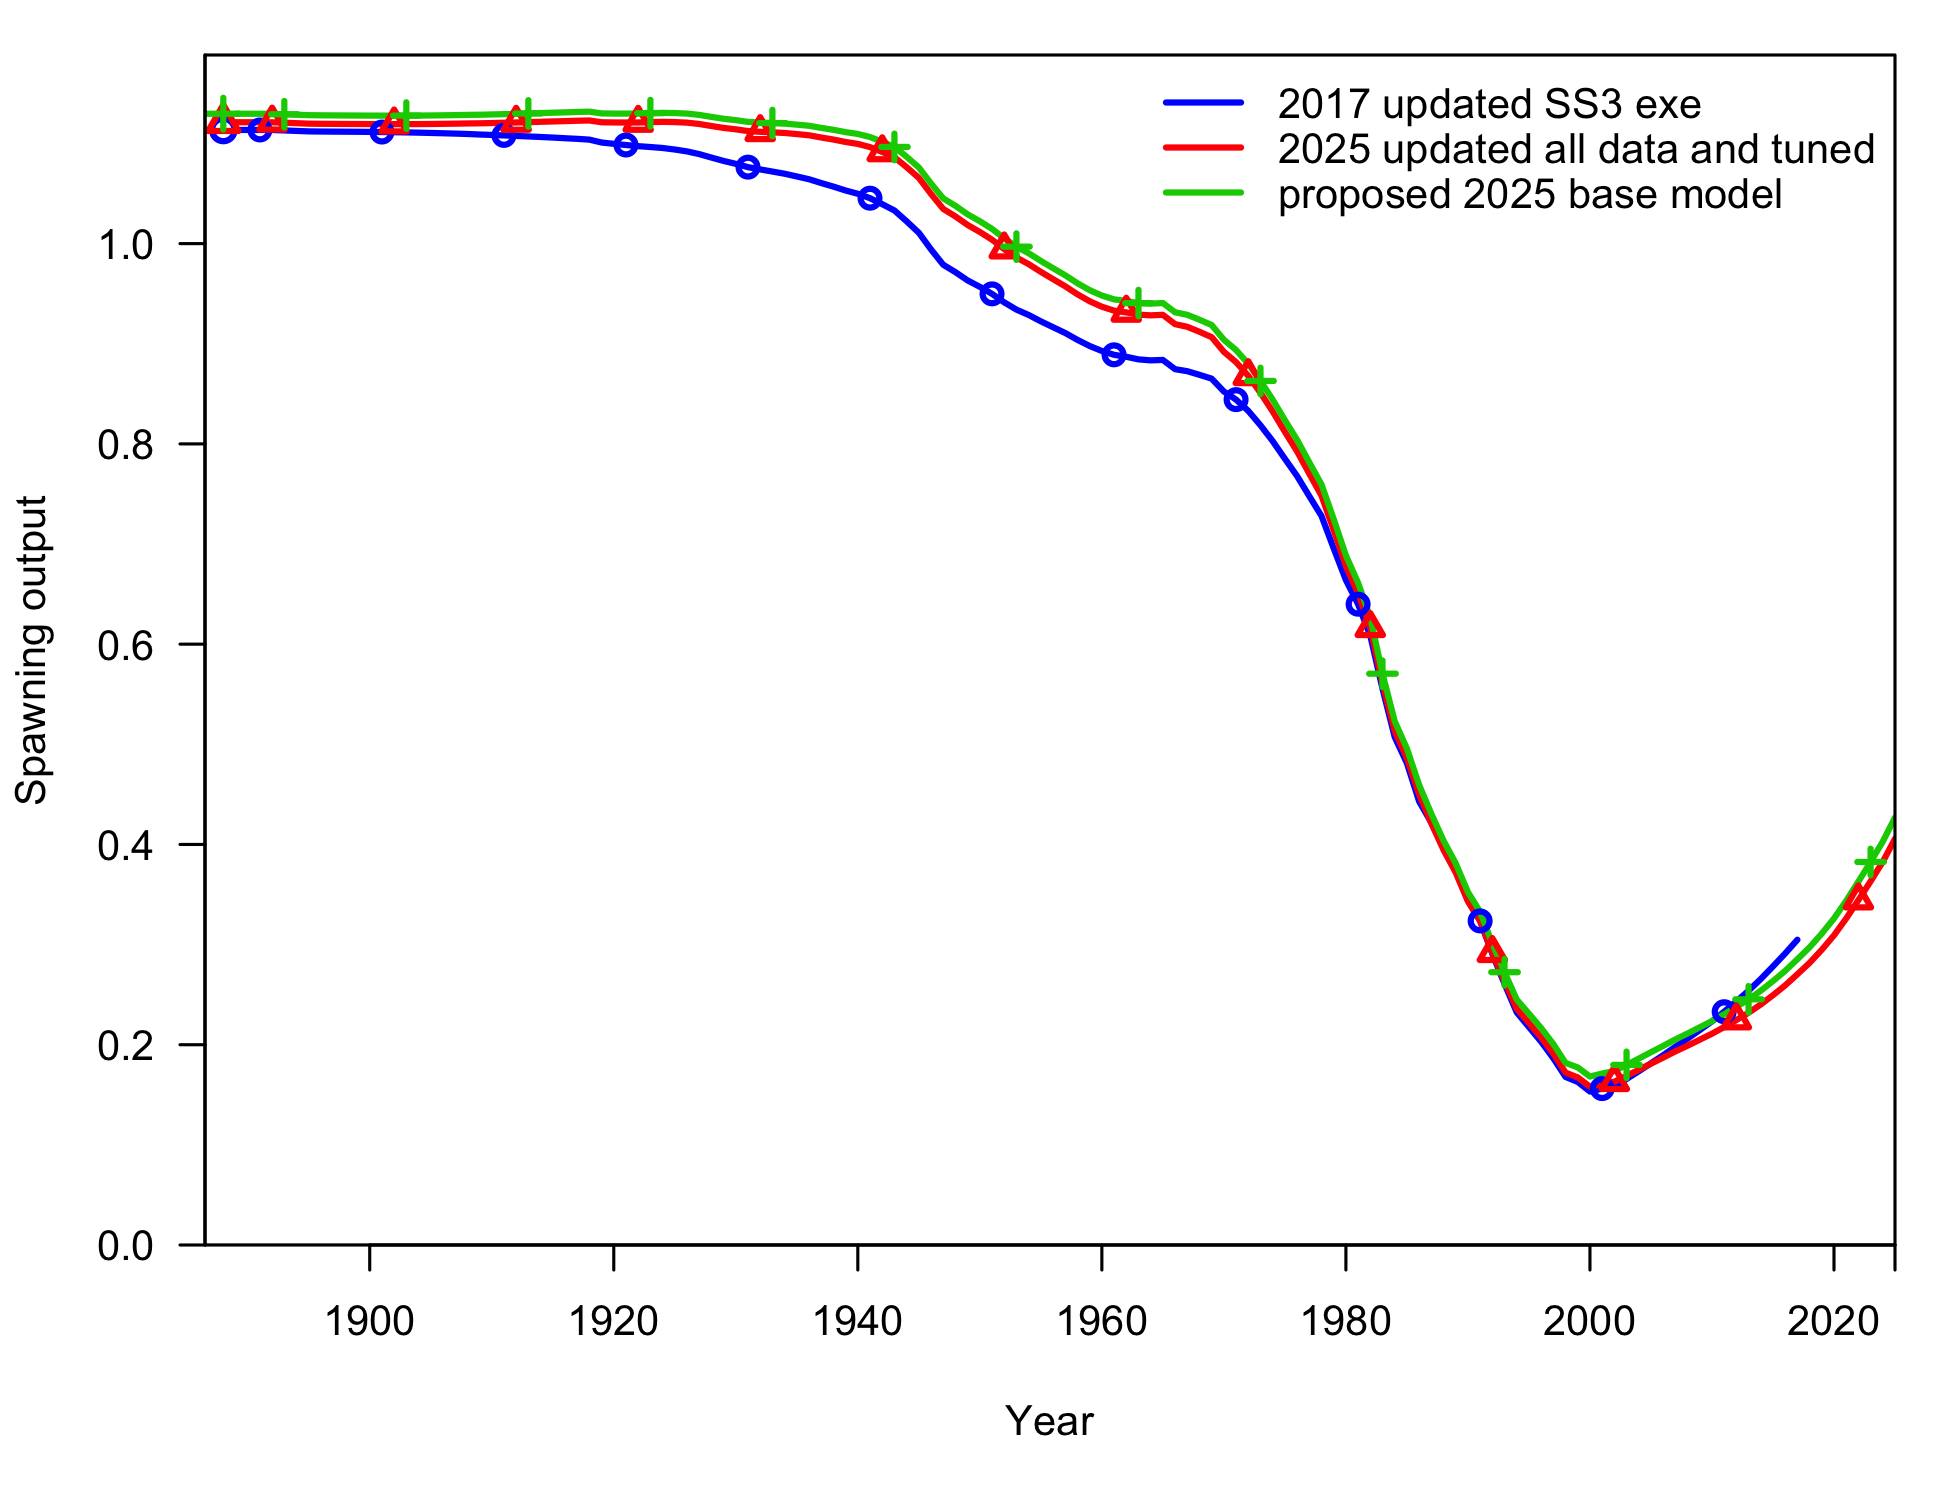 2017 updated SS3 exe
2025 updated all data and tuned
proposed 2025 base model
Spawning output
1.0
0.8
0.6
0.4
0.2
0.0
1900 1920 1940 1960 1980 2000 2020
Year